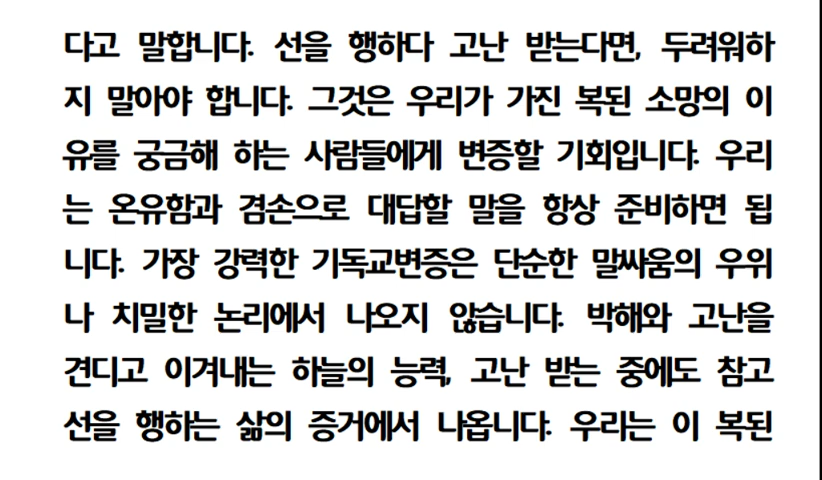 다고 말합니다. 선을 행하다 고난 받는다면, 두려워하
지 말아야 합니다. 그것은 우리가 가진 복된 소망의 이
유를 궁금해 하는 사람들에게 변증할 기회입니다. 우리
는 온유함과 겸손으로 대답할 말을 항상 준비하면 됩
니다. 가장 강력한 기독교변증은 단순한 말싸움의 우위
나 치밀한 논리에서 나오지 않습니다. 박해와 고난을
견디고 이겨내는 하늘의 능력, 고난 받는 중에도 참고
선을 행하는 삶의 증거에서 나옵니다. 우리는 이 복된